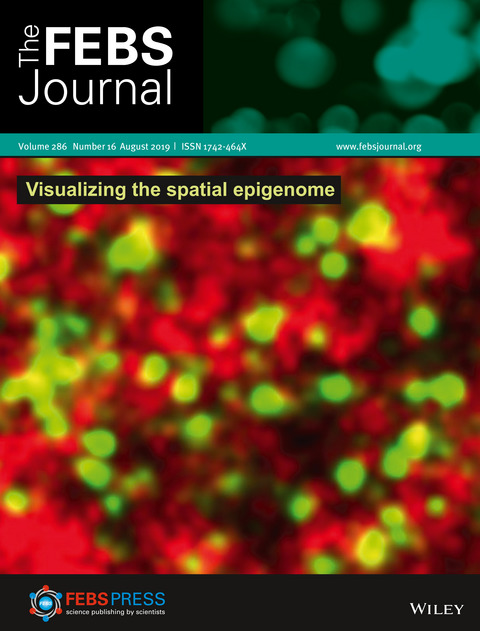 The FEBS
Journal
Volume 286 Number 16 August 2019 | ISSN 1742-464X www.febsjournal.org
Visualizing the spatial epigenome
FEBS
FEBSPRESS
science publishing by scientists
WILEY